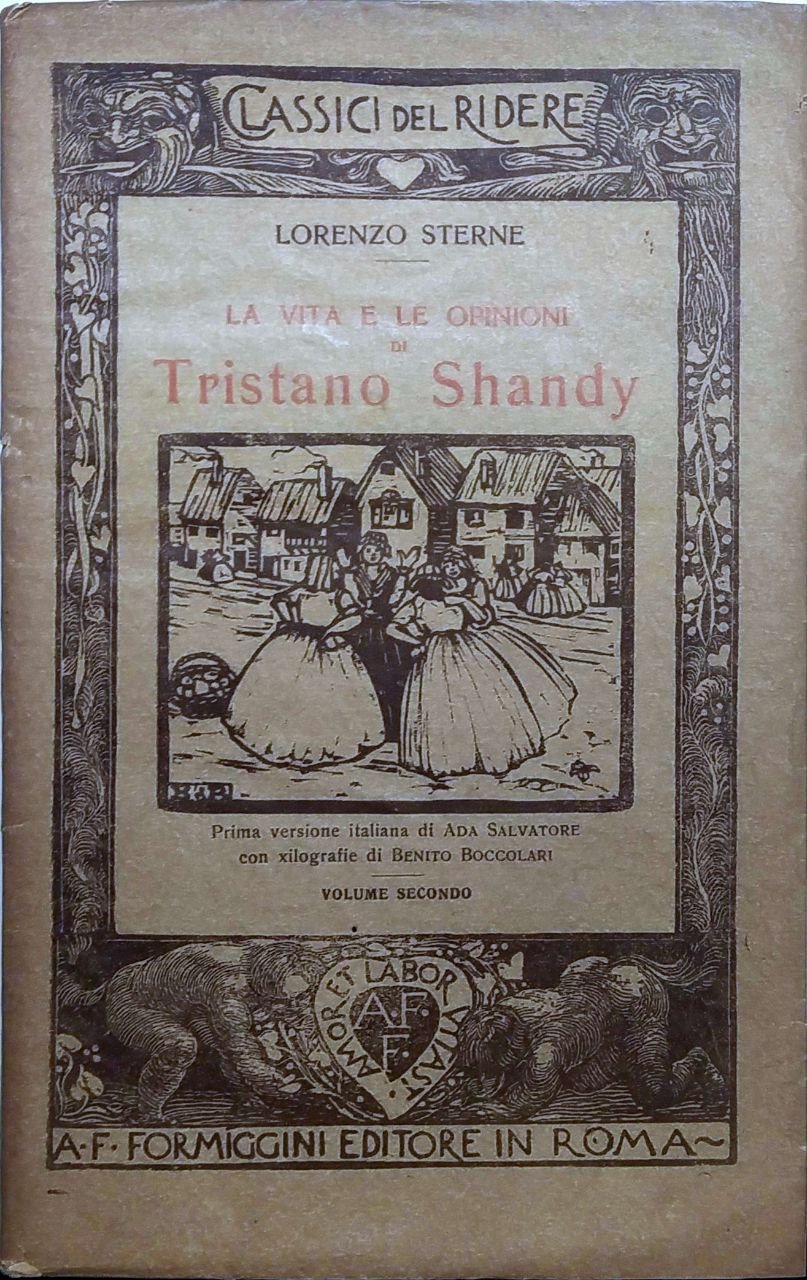 CLASSICI DEL RIDERE
LORENZO STERNE
LA VITA E LE OPINIONI
DI
Tristano Shandy
Prima versione italiana di ADA SALVATORE
con xilografie di BENITO BOCCOLARI
VOLUME SECONDO
AMOR ET LABOR VITAST.
A.F.
F.
A·F· FORMIGGINI EDITORE IN ROMA~